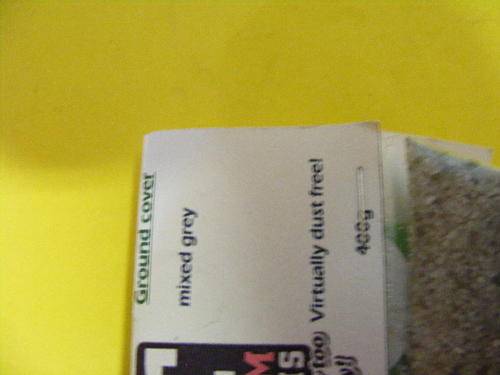 Ground cover
mixed grey
Virtually dust free!
400g